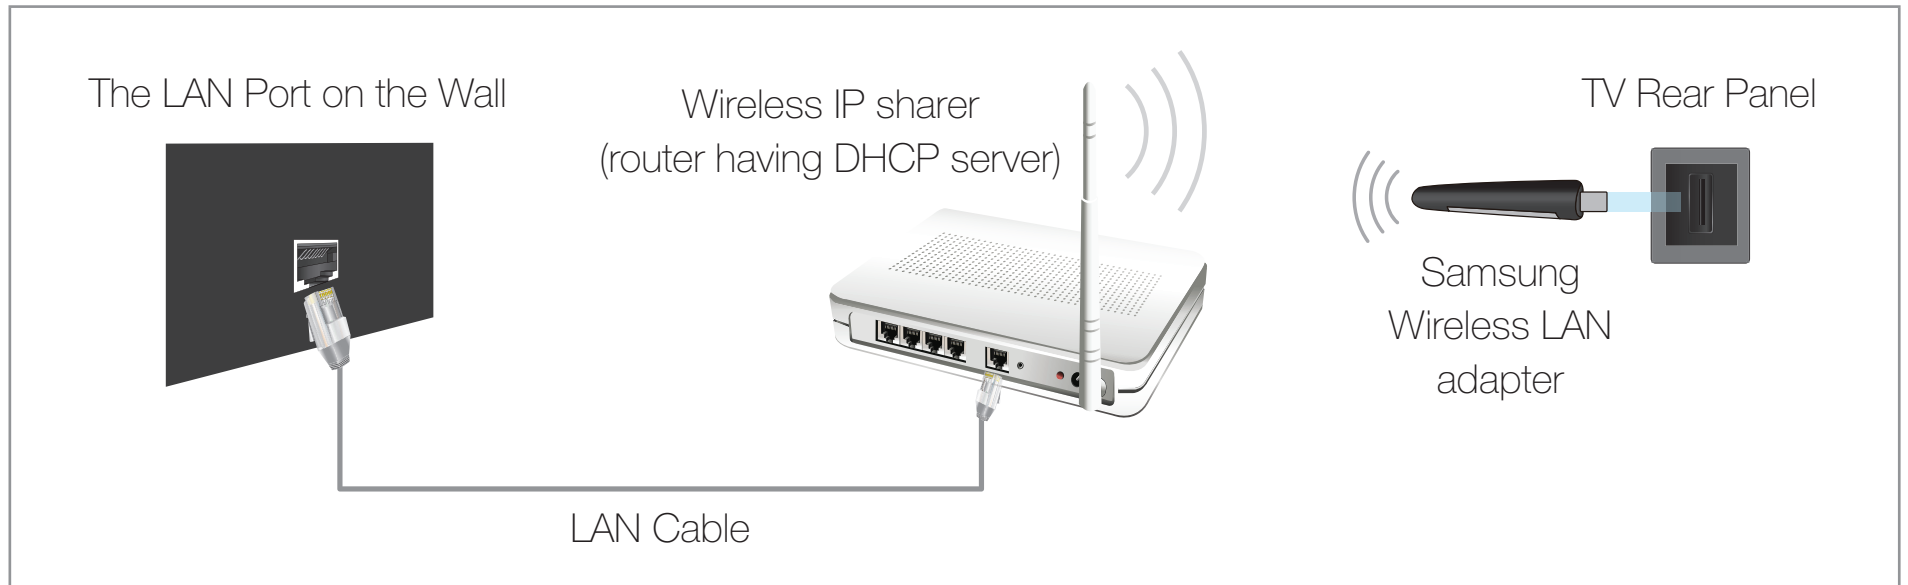 The LAN Port on the Wall
Wireless IP sharer
(router having DHCP server)
TV Rear Panel
Samsung
Wireless LAN
adapter
LAN Cable